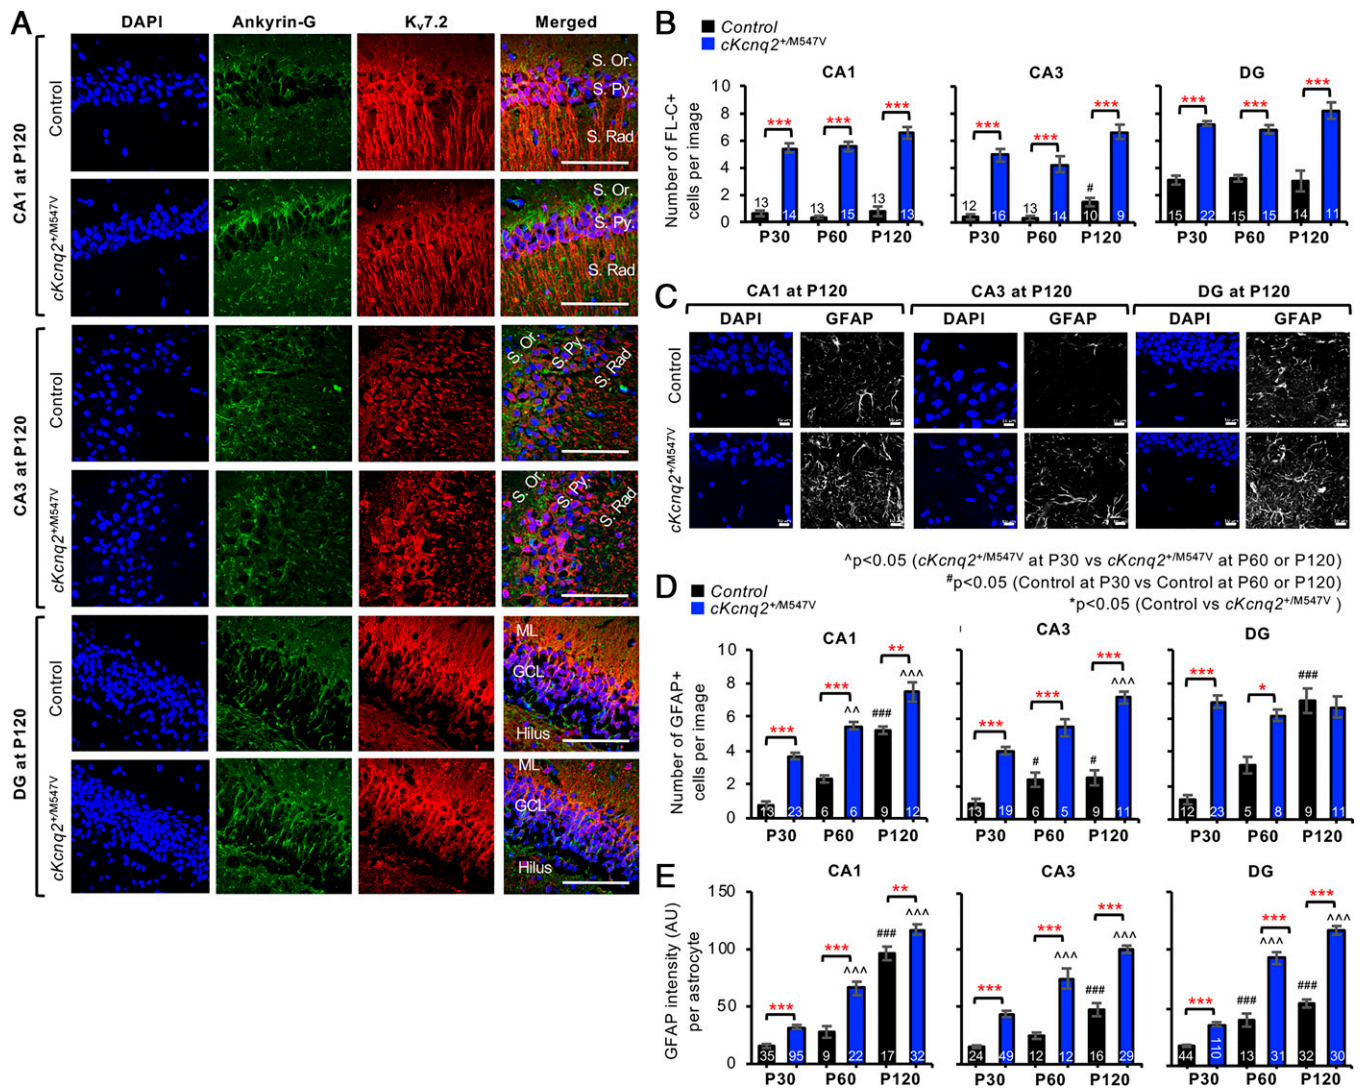 A
DAPI Ankyrin-G Kv7.2 Merged
CA1 at P120
Control
S. Or.
S. Py.
S. Rad
cKcnq2+/M547V
S. Or.
S. Py.
S. Rad
CA3 at P120
Control
S. Or.
S. Py.
S. Rad
cKcnq2+/M547V
S. Or.
S. Py.
S. Rad
DG at P120
Control
ML
GCL
Hilus
cKcnq2+/M547V
ML
GCL
Hilus
B
Control
cKcnq2+/M547V
Number of FL-C+
cells per image
CA1
10
8
6
4
2
0
*** *** ***
13 14 13 15 13 13
P30 P60 P120
CA3
*** *** ***
#
12 16 13 14 10 9
P30 P60 P120
DG
*** *** ***
15 22 15 15 14 11
P30 P60 P120
C
CA1 at P120 CA3 at P120 DG at P120
DAPI GFAP DAPI GFAP DAPI GFAP
Control
cKcnq2+/M547V
^p<0.05 (cKcnq2+/M547V at P30 vs cKcnq2+/M547V at P60 or P120)
#p<0.05 (Control at P30 vs Control at P60 or P120)
*p<0.05 (Control vs cKcnq2+/M547V )
D
Control
cKcnq2+/M547V
Number of GFAP+
cells per image
CA1
10
8
6
4
2
0
*** *** **
^^ ### ^^^
13 23 6 6 9 12
P30 P60 P120
CA3
*** *** ***
# # ^^^
13 19 6 5 9 11
P30 P60 P120
DG
*** * ###
12 23 5 8 9 11
P30 P60 P120
E
GFAP intensity (AU)
per astrocyte
CA1
150
100
50
0
*** *** **
^^^ ### ^^^
35 95 9 22 17 32
P30 P60 P120
CA3
*** *** ***
^^^ ### ^^^
24 49 12 12 16 29
P30 P60 P120
DG
*** *** ***
### ^^^ ### ^^^
44 110 13 31 32 30
P30 P60 P120